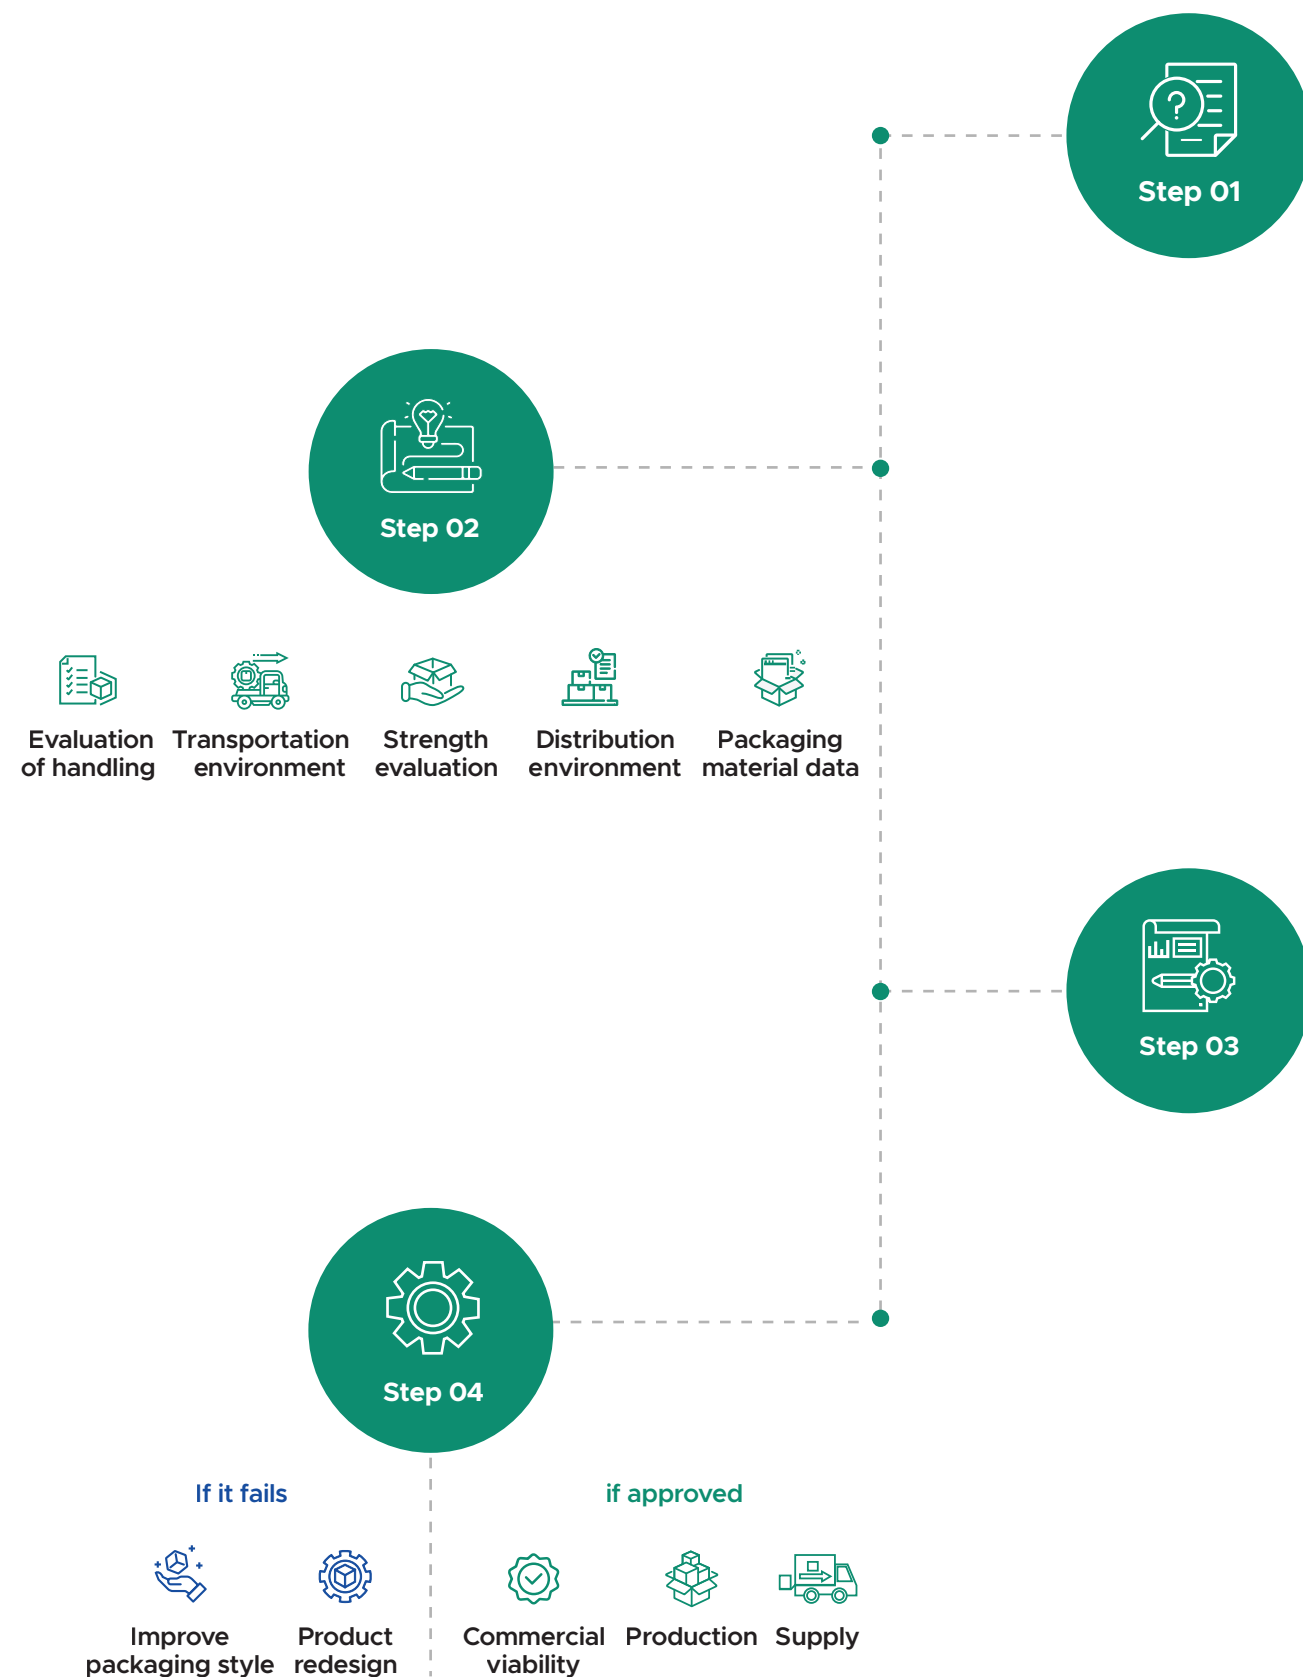 ?
Step 01
Step 02
Evaluation
of handling
Transportation
environment
Strength
evaluation
Distribution
environment
Packaging
material data
Step 03
Step 04
If it fails
if approved
Improve
packaging style
Product
redesign
Commercial
viability
Production
Supply